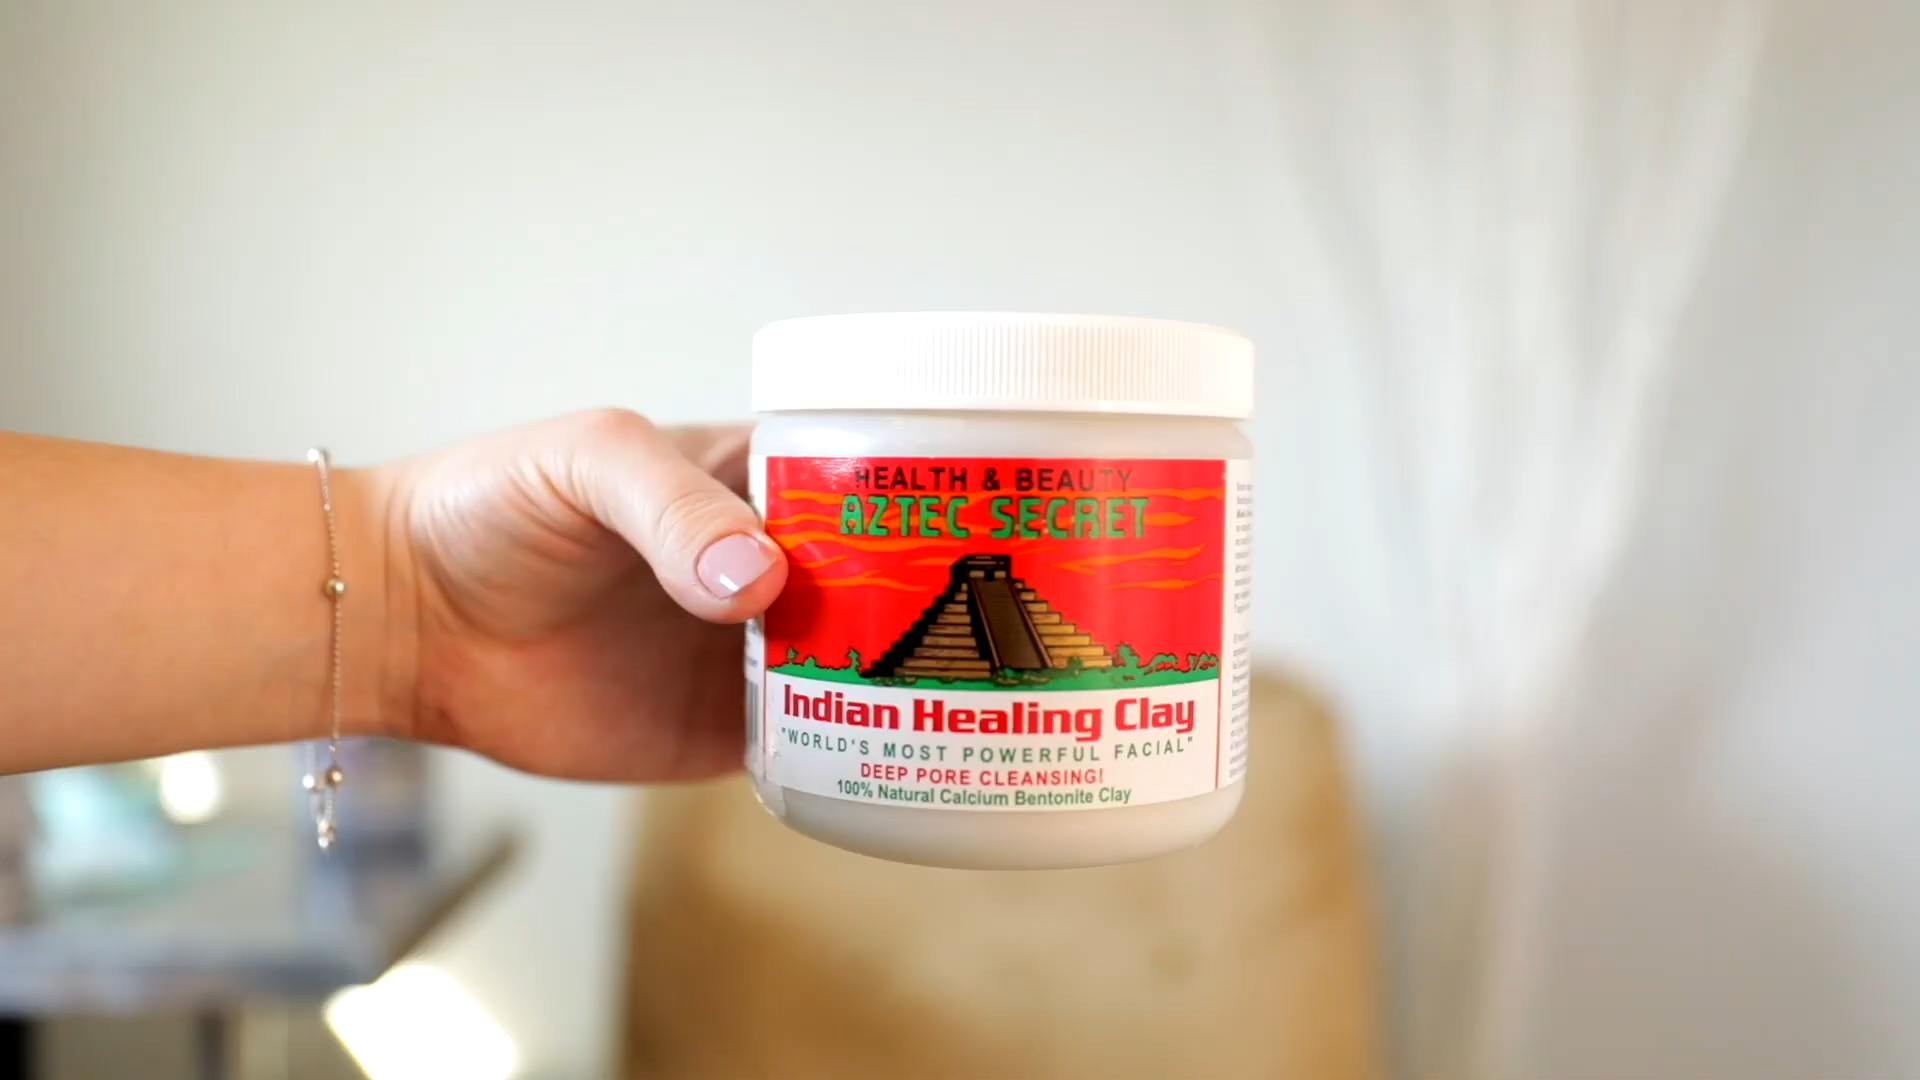 HEALTH & BEAUTY
AZTEC SECRET
Indian Healing Clay
"WORLD'S MOST POWERFUL FACIAL"
DEEP PORE CLEANSING!
100% Natural Calcium Bentonite Clay